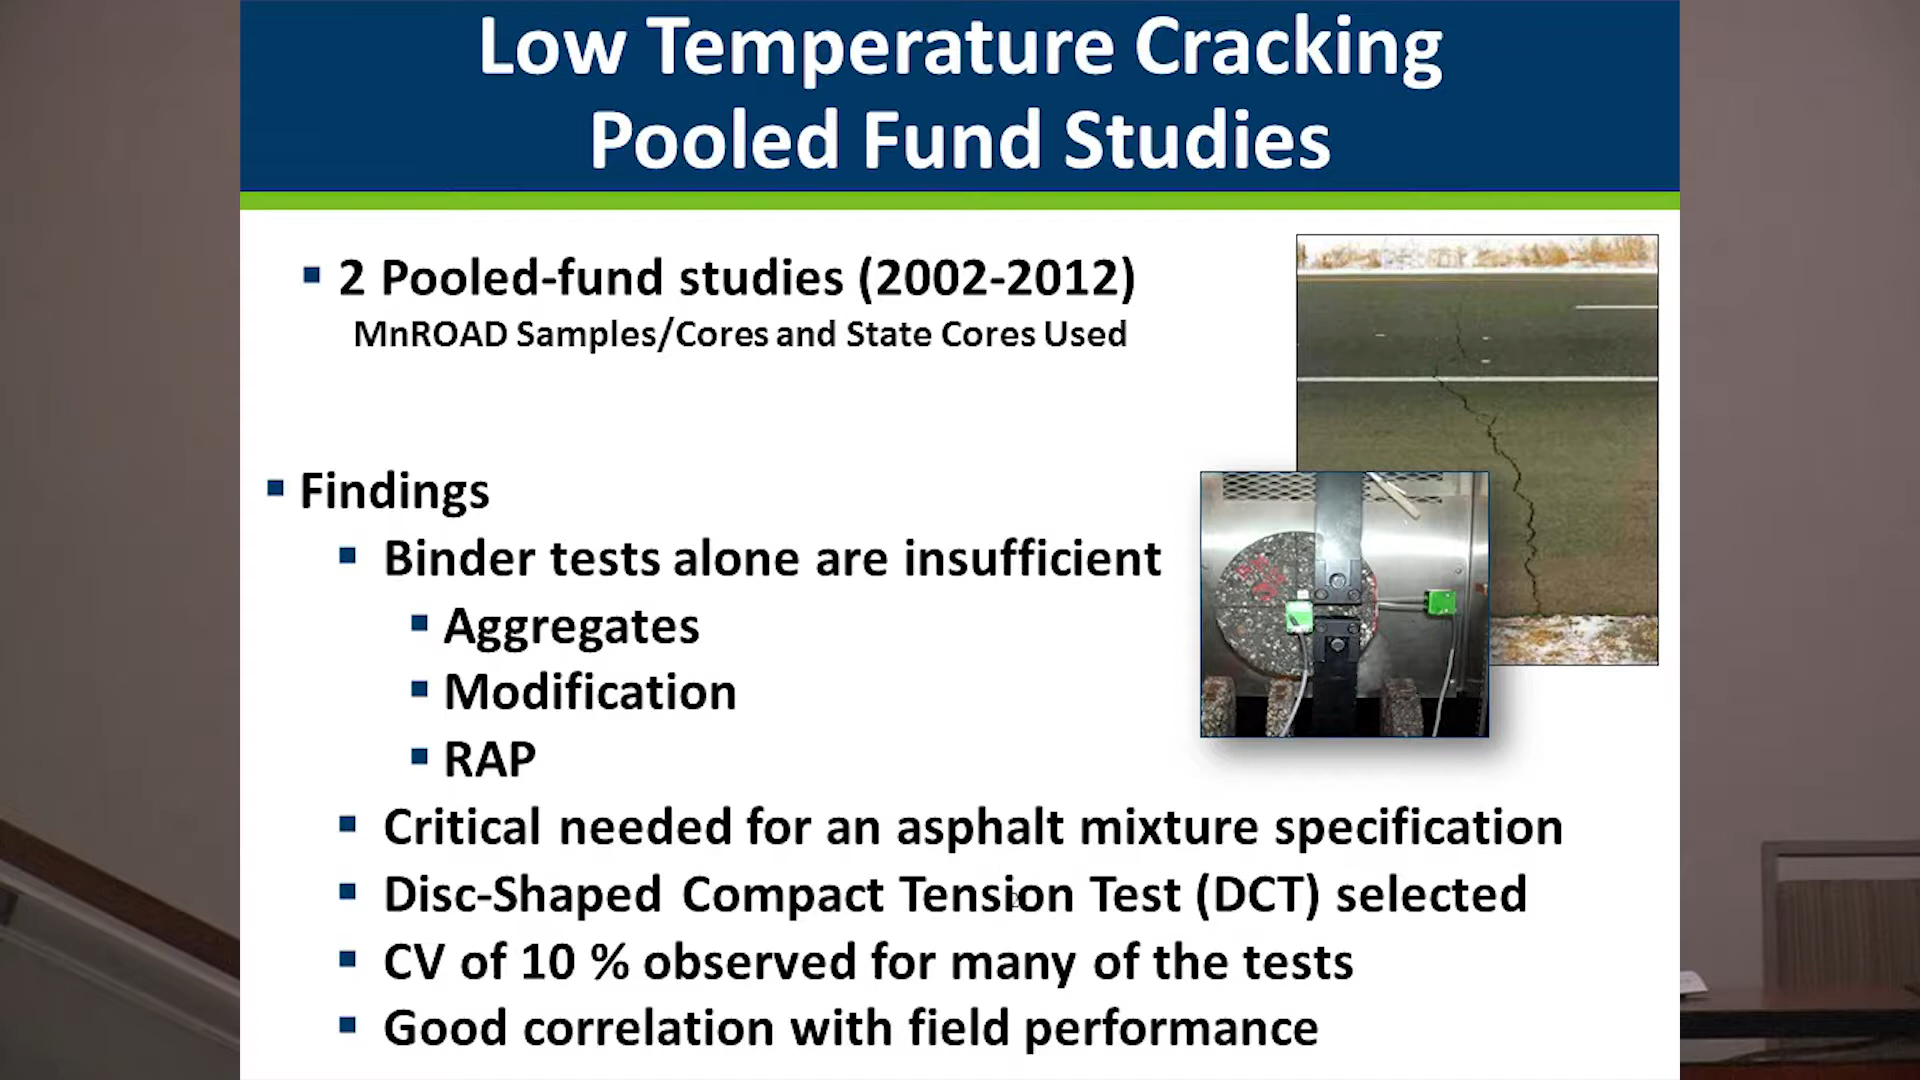 Low Temperature Cracking
Pooled Fund Studies
2 Pooled-fund studies (2002-2012)
MnROAD Samples/Cores and State Cores Used
Findings
Binder tests alone are insufficient
Aggregates
Modification
RAP
Critical needed for an asphalt mixture specification
Disc-Shaped Compact Tension Test (DCT) selected
CV of 10 % observed for many of the tests
Good correlation with field performance